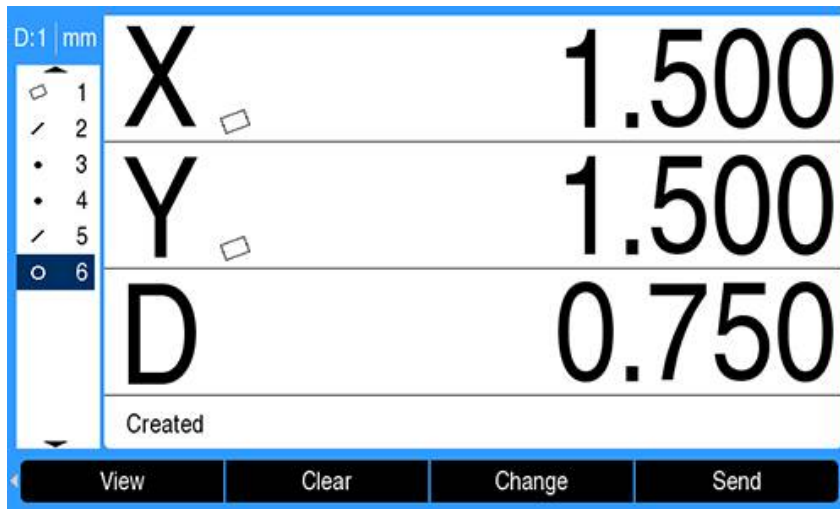 D:1 mm
1
2
3
4
5
6
X 1.500
Y 1.500
D 0.750
Created
View Clear Change Send